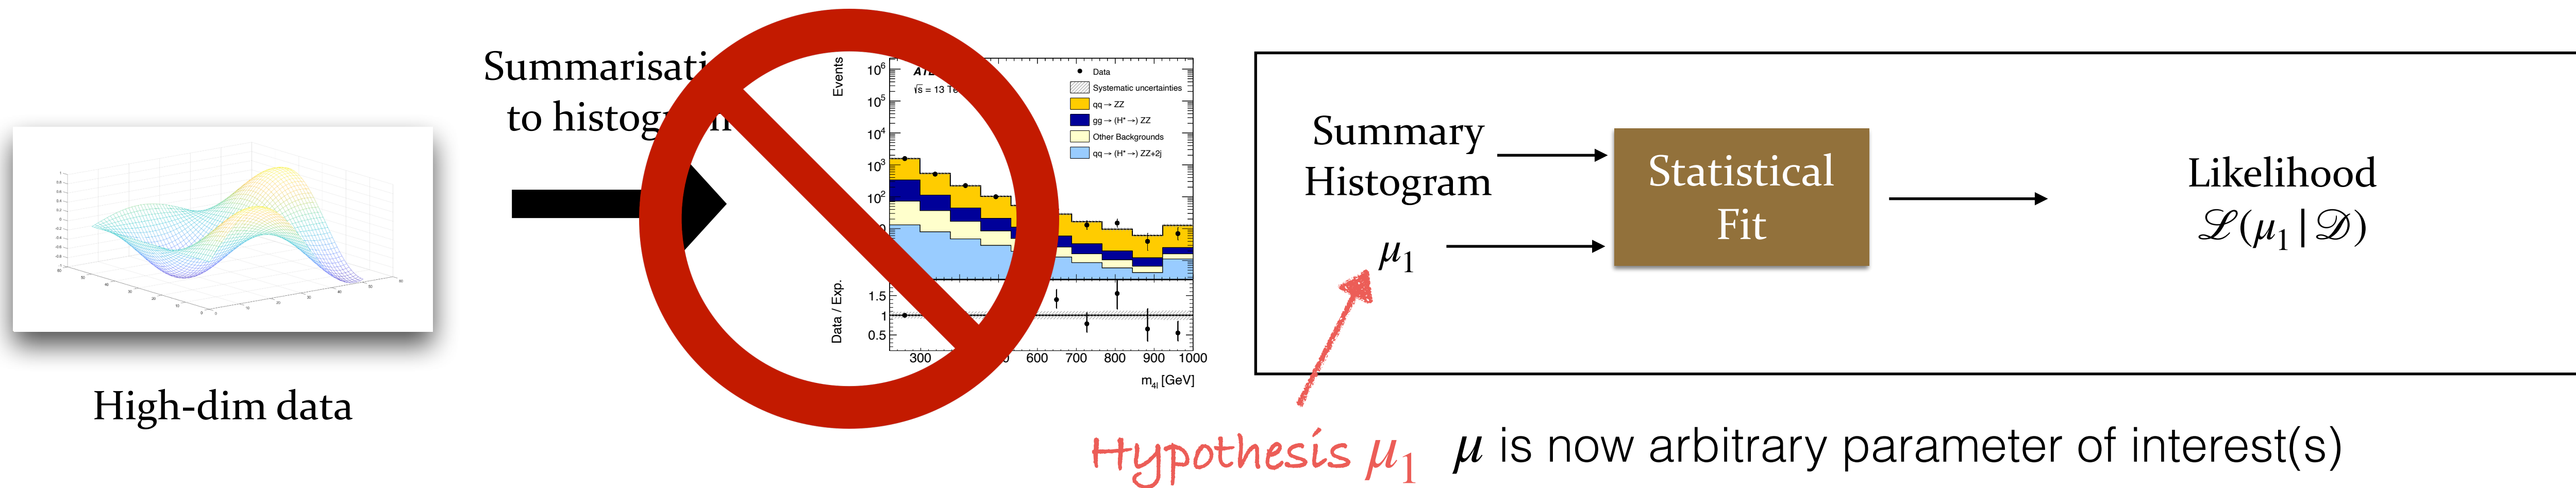 High-dim data
Summarisati
to histog
Events
10⁶
10⁵
10⁴
10³
10²
√s = 13 Te
Data
Systematic uncertainties
qq → ZZ
gg → (H* →) ZZ
Other Backgrounds
qq → (H* →) ZZ+2j
Data / Exp.
1.5
1
0.5
300
600
700
800
900
1000
m₄ₗ [GeV]
Summary
Histogram
μ₁
Statistical
Fit
Likelihood
ℒ(μ₁|𝒟)
Hypothesis μ₁
μ is now arbitrary parameter of interest(s)